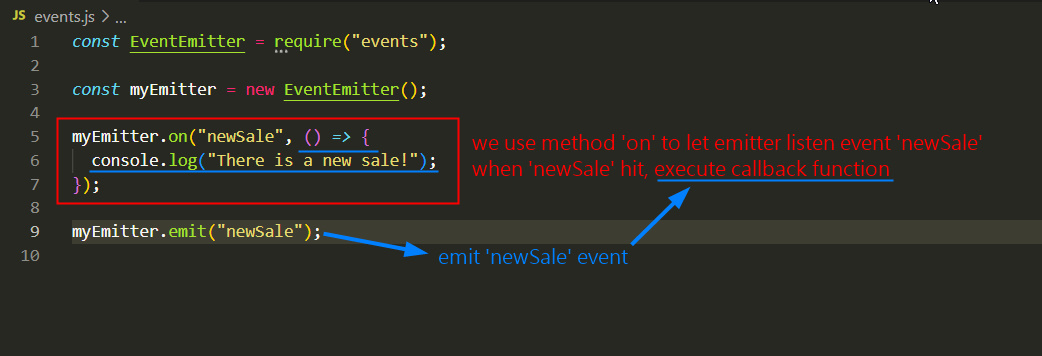 JS events.js > ...
1 const EventEmitter = require("events");
2
3 const myEmitter = new EventEmitter();
4
5 myEmitter.on("newSale", () => {
6 console.log("There is a new sale!");
7 });
8
9 myEmitter.emit("newSale");
10
we use method 'on' to let emitter listen event 'newSale'
when 'newSale' hit, execute callback function
emit 'newSale' event